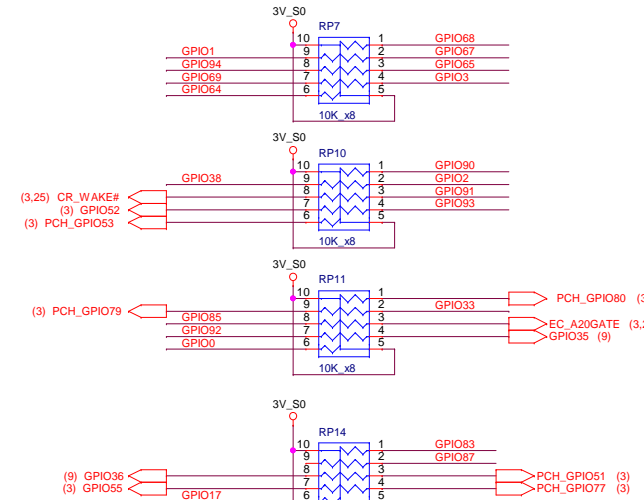 3V_S0
RP7
10 1 GPIO68
GPIO1 9 2 GPIO67
GPIO94 8 3 GPIO65
GPIO69 7 4 GPIO3
GPIO64 6 5
10K_x8
3V_S0
RP10
10 1 GPIO90
GPIO38 9 2 GPIO2
(3,25) CR_WAKE# 8 3 GPIO91
(3) GPIO52 7 4 GPIO93
(3) PCH_GPIO53 6 5
10K_x8
3V_S0
RP11
10 1 PCH_GPIO80 (3
(3) PCH_GPIO79 9 2 GPIO33
GPIO85 8 3 EC_A20GATE (3,
GPIO92 7 4 GPIO35 (9)
GPIO0 6 5
10K_x8
3V_S0
RP14
10 1 GPIO83
9 2 GPIO87
(9) GPIO36 8 3 PCH_GPIO51 (3)
(3) GPIO55 7 4 PCH_GPIO77 (3)
GPIO17 6 5